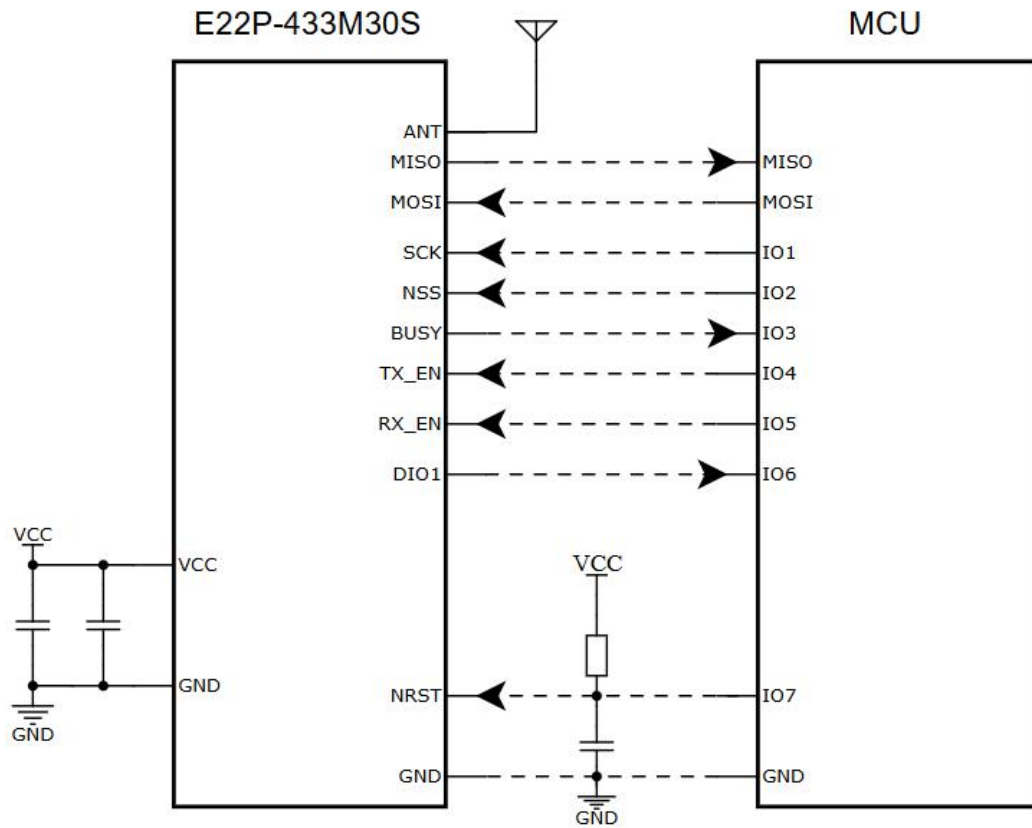 E22P-433M30S
MCU
ANT
MISO
MISO
MOSI
MOSI
SCK
IO1
NSS
IO2
BUSY
IO3
TX_EN
IO4
RX_EN
IO5
DIO1
IO6
VCC
VCC
VCC
GND
NRST
IO7
GND
GND
GND
GND